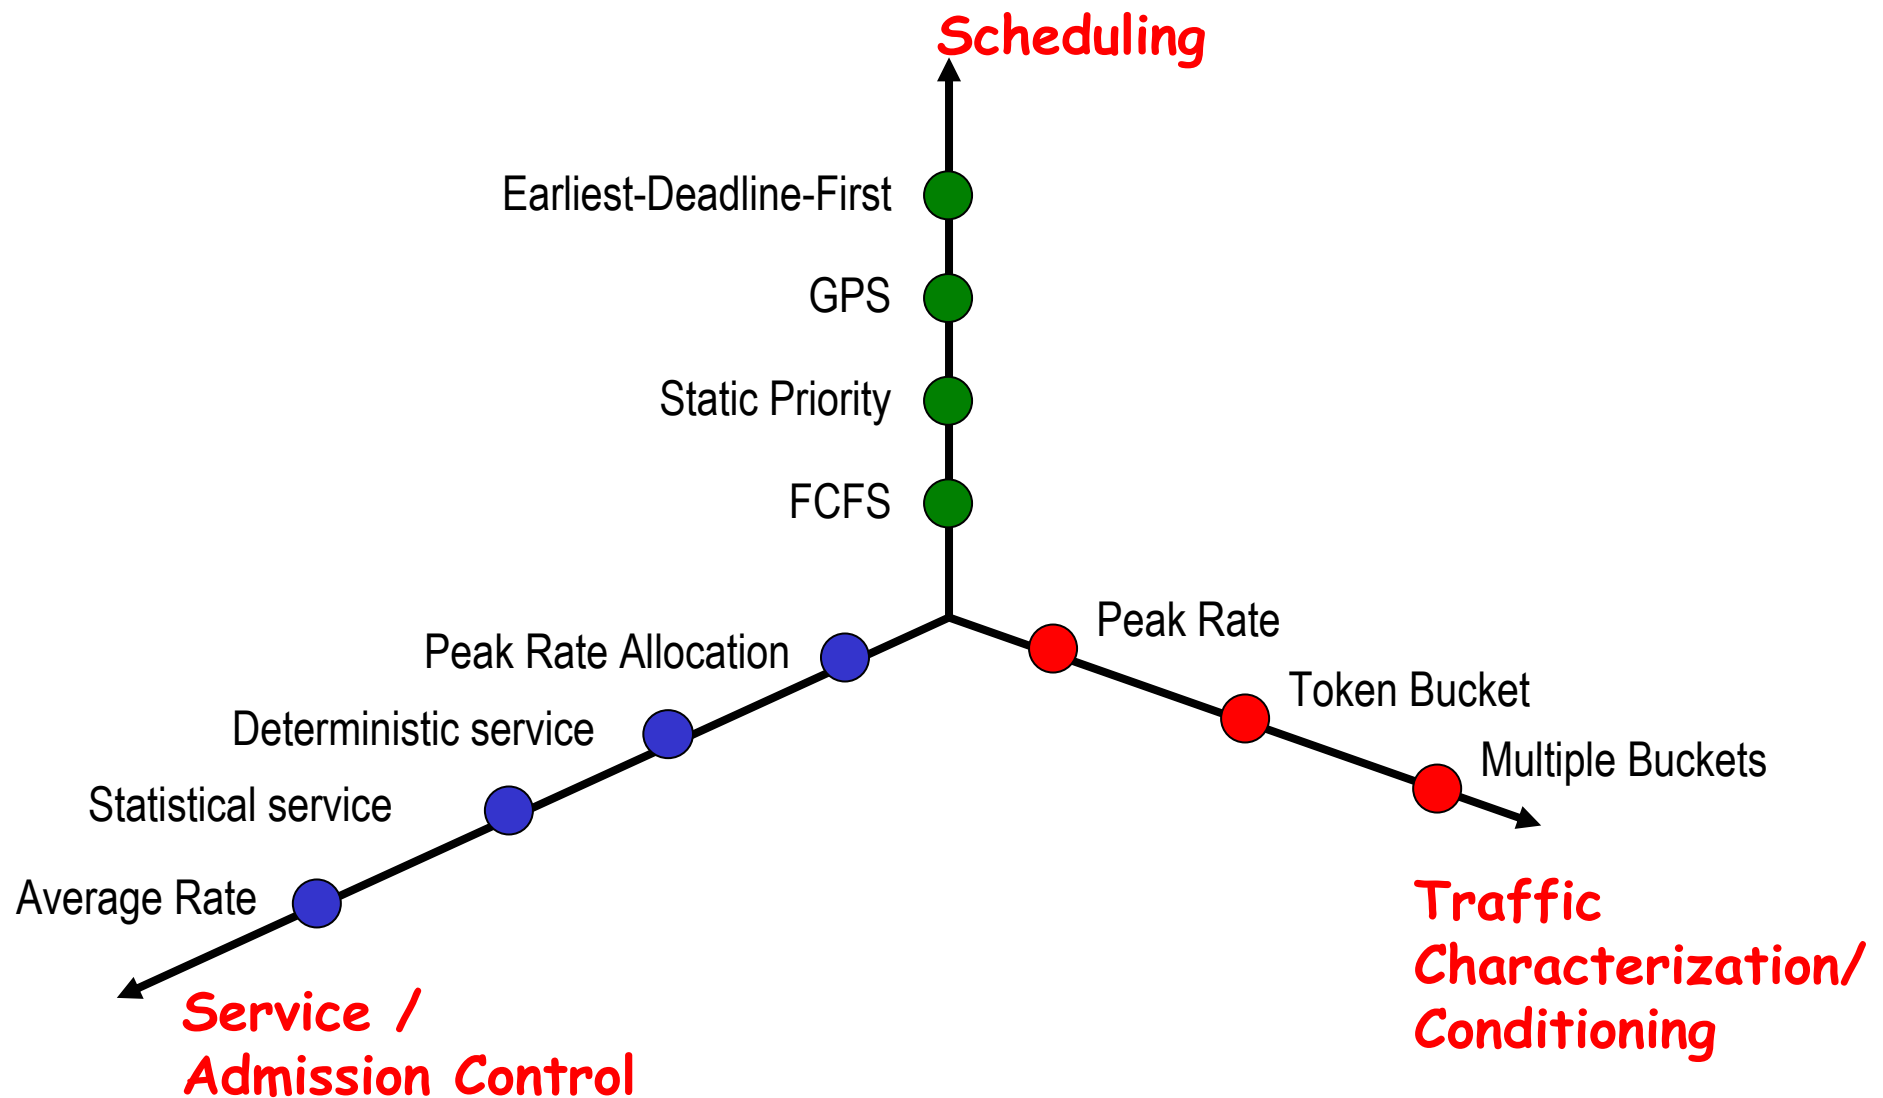 Scheduling
Earliest-Deadline-First
GPS
Static Priority
FCFS
Peak Rate Allocation
Deterministic service
Statistical service
Average Rate
Service /
Admission Control
Peak Rate
Token Bucket
Multiple Buckets
Traffic
Characterization/
Conditioning